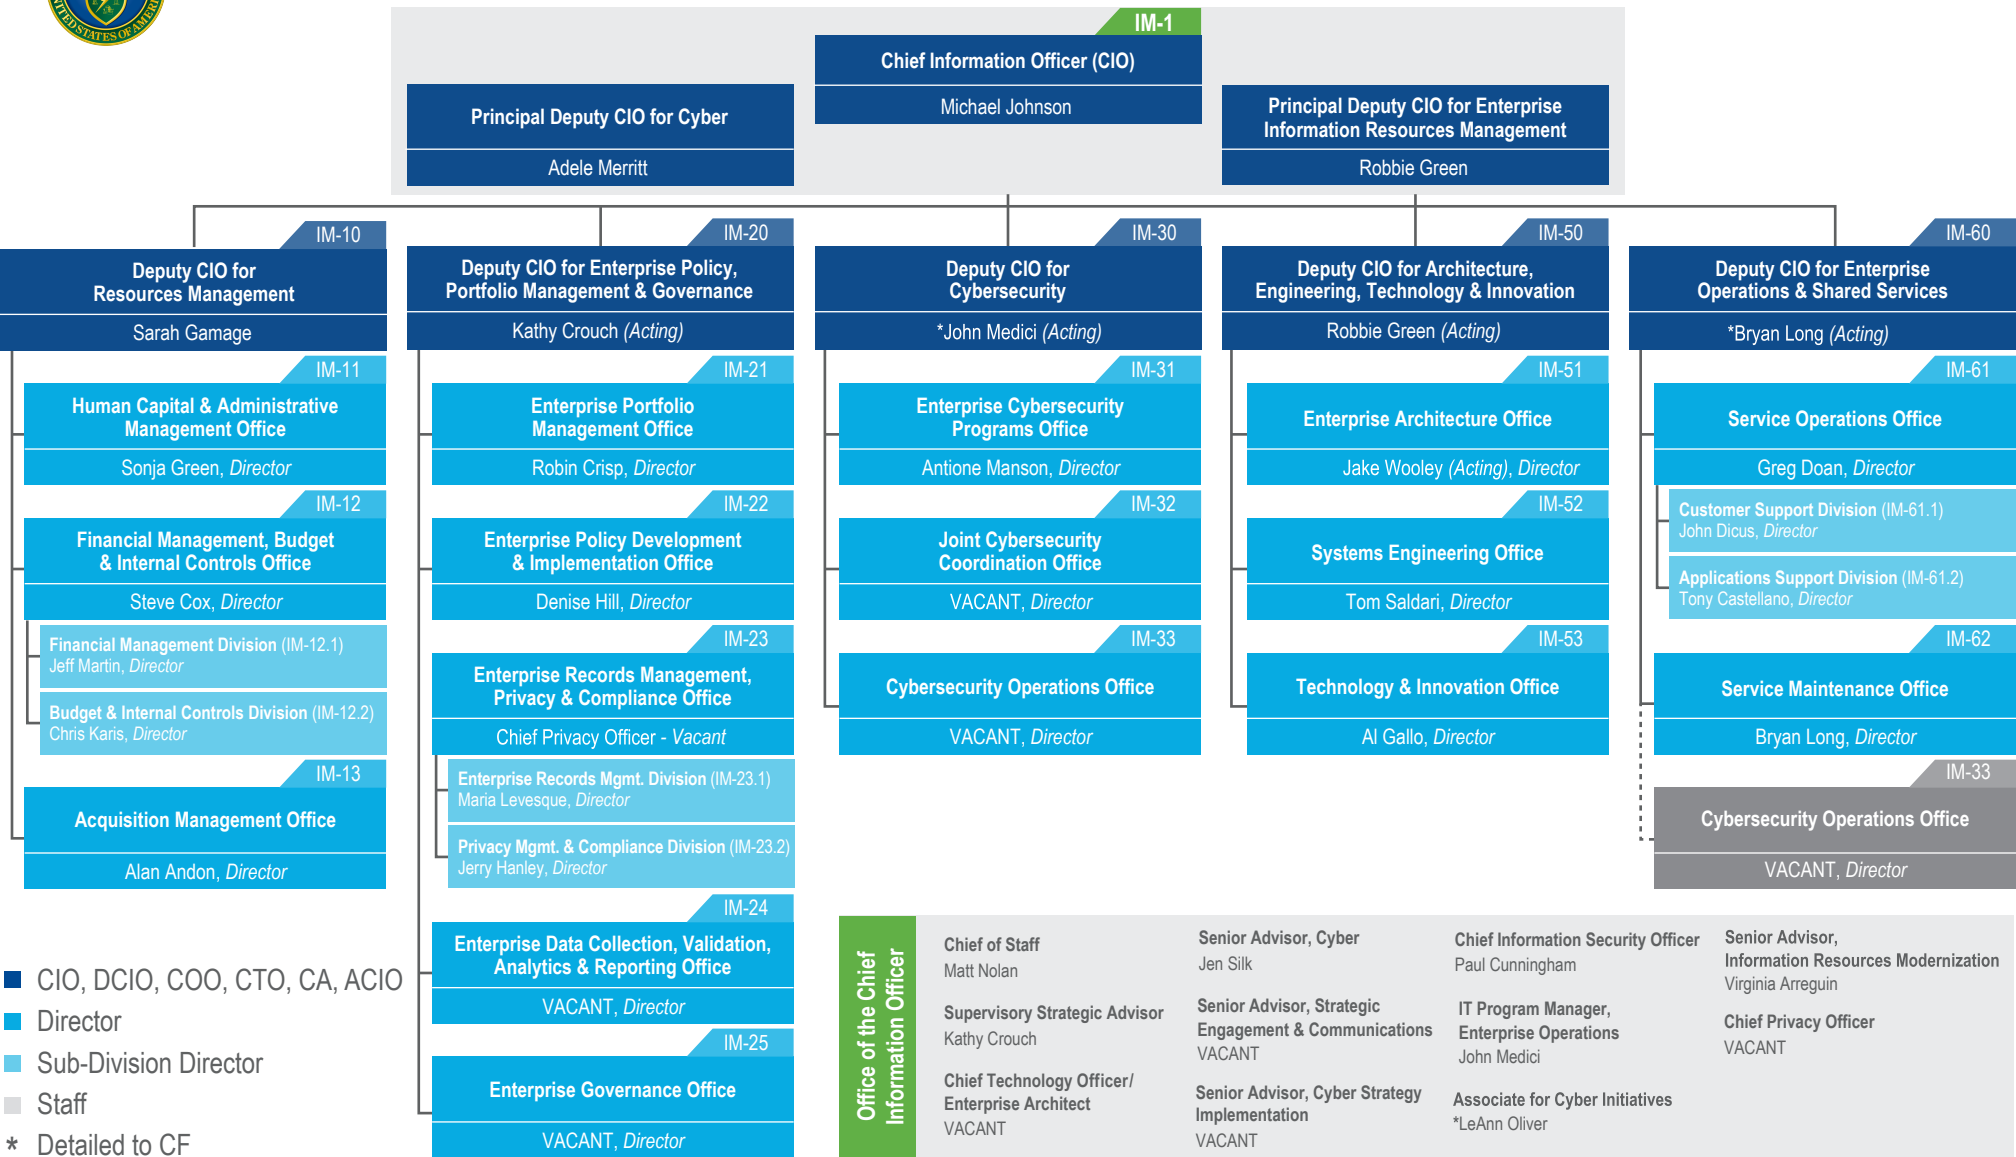 UNITED STATES OF AMERICA
IM-1
Chief Information Officer (CIO)
Michael Johnson
Principal Deputy CIO for Cyber
Adele Merritt
Principal Deputy CIO for Enterprise
Information Resources Management
Robbie Green
IM-10
Deputy CIO for
Resources Management
Sarah Gamage
IM-11
Human Capital & Administrative
Management Office
Sonja Green, Director
IM-12
Financial Management, Budget
& Internal Controls Office
Steve Cox, Director
Financial Management Division (IM-12.1)
Jeff Martin, Director
Budget & Internal Controls Division (IM-12.2)
Chris Karis, Director
IM-13
Acquisition Management Office
Alan Andon, Director
IM-20
Deputy CIO for Enterprise Policy,
Portfolio Management & Governance
Kathy Crouch (Acting)
IM-21
Enterprise Portfolio
Management Office
Robin Crisp, Director
IM-22
Enterprise Policy Development
& Implementation Office
Denise Hill, Director
IM-23
Enterprise Records Management,
Privacy & Compliance Office
Chief Privacy Officer - Vacant
Enterprise Records Mgmt. Division (IM-23.1)
Maria Levesque, Director
Privacy Mgmt. & Compliance Division (IM-23.2)
Jerry Hanley, Director
IM-24
Enterprise Data Collection, Validation,
Analytics & Reporting Office
VACANT, Director
IM-25
Enterprise Governance Office
VACANT, Director
IM-30
Deputy CIO for
Cybersecurity
*John Medici (Acting)
IM-31
Enterprise Cybersecurity
Programs Office
Antione Manson, Director
IM-32
Joint Cybersecurity
Coordination Office
VACANT, Director
IM-33
Cybersecurity Operations Office
VACANT, Director
IM-50
Deputy CIO for Architecture,
Engineering, Technology & Innovation
Robbie Green (Acting)
IM-51
Enterprise Architecture Office
Jake Wooley (Acting), Director
IM-52
Systems Engineering Office
Tom Saldari, Director
IM-53
Technology & Innovation Office
Al Gallo, Director
IM-60
Deputy CIO for Enterprise
Operations & Shared Services
*Bryan Long (Acting)
IM-61
Service Operations Office
Greg Doan, Director
Customer Support Division (IM-61.1)
John Dicus, Director
Applications Support Division (IM-61.2)
Tony Castellano, Director
IM-62
Service Maintenance Office
Bryan Long, Director
IM-33
Cybersecurity Operations Office
VACANT, Director
CIO, DCIO, COO, CTO, CA, ACIO
Director
Sub-Division Director
Staff
* Detailed to CF
Office of the Chief
Information Officer
Chief of Staff
Matt Nolan
Supervisory Strategic Advisor
Kathy Crouch
Chief Technology Officer/
Enterprise Architect
VACANT
Senior Advisor, Cyber
Jen Silk
Senior Advisor, Strategic
Engagement & Communications
VACANT
Senior Advisor, Cyber Strategy
Implementation
VACANT
Chief Information Security Officer
Paul Cunningham
IT Program Manager,
Enterprise Operations
John Medici
Associate for Cyber Initiatives
*LeAnn Oliver
Senior Advisor,
Information Resources Modernization
Virginia Arreguin
Chief Privacy Officer
VACANT